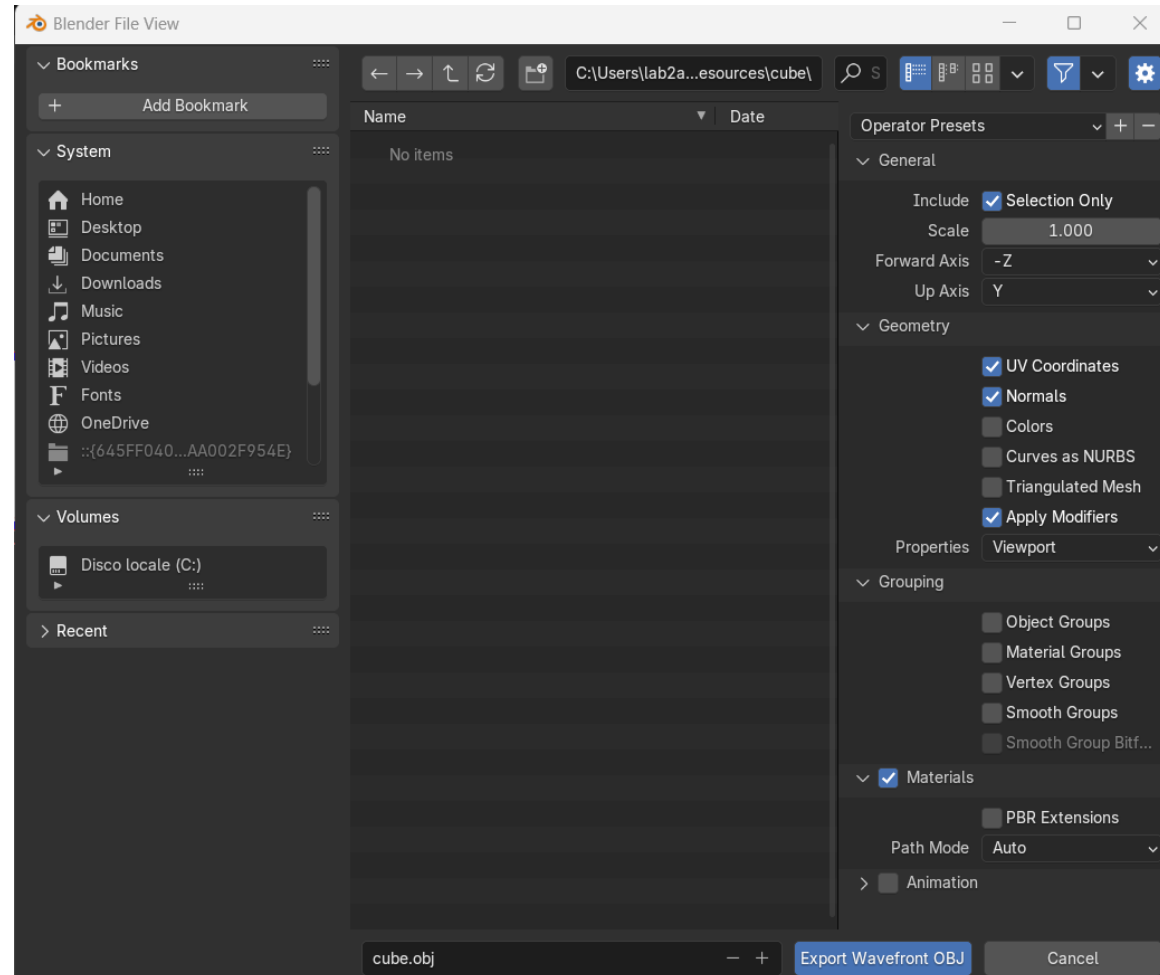 Blender File View
Bookmarks
Add Bookmark
System
Home
Desktop
Documents
Downloads
Music
Pictures
Videos
Fonts
OneDrive
::{645FF040...AA002F954E}
Volumes
Disco locale (C:)
Recent
C:\Users\lab2a...esources\cube\
S
Name
Date
No items
Operator Presets
General
Include Selection Only
Scale 1.000
Forward Axis -Z
Up Axis Y
Geometry
UV Coordinates
Normals
Colors
Curves as NURBS
Triangulated Mesh
Apply Modifiers
Properties Viewport
Grouping
Object Groups
Material Groups
Vertex Groups
Smooth Groups
Smooth Group Bitf...
Materials
PBR Extensions
Path Mode Auto
Animation
cube.obj
Export Wavefront OBJ
Cancel